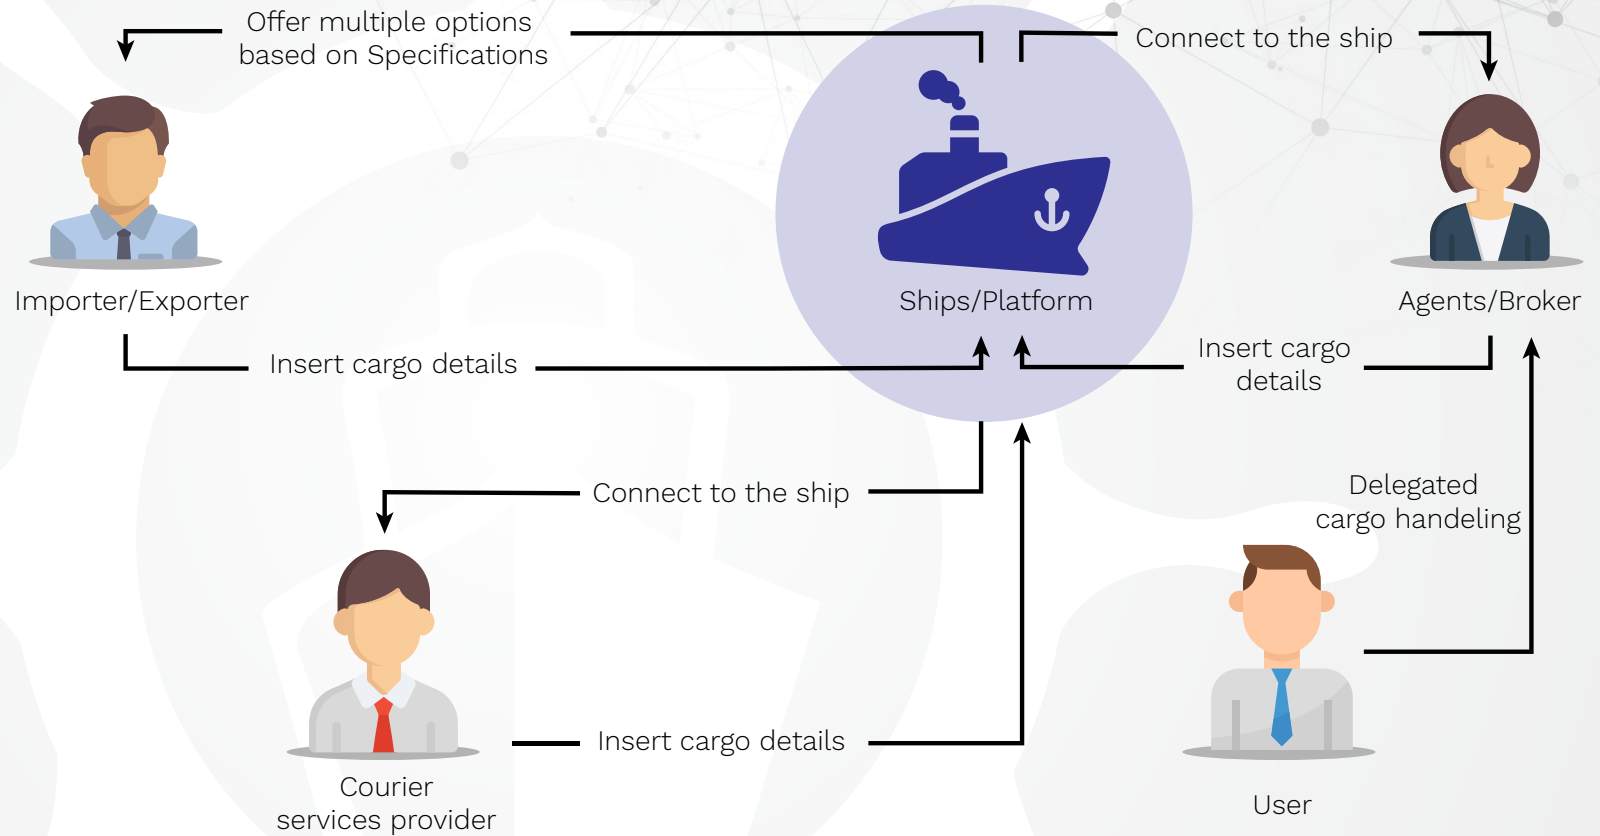 Offer multiple options
based on Specifications
Connect to the ship
Importer/Exporter
Ships/Platform
Agents/Broker
Insert cargo details
Insert cargo
details
Connect to the ship
Delegated
cargo handeling
Insert cargo details
Courier
services provider
User